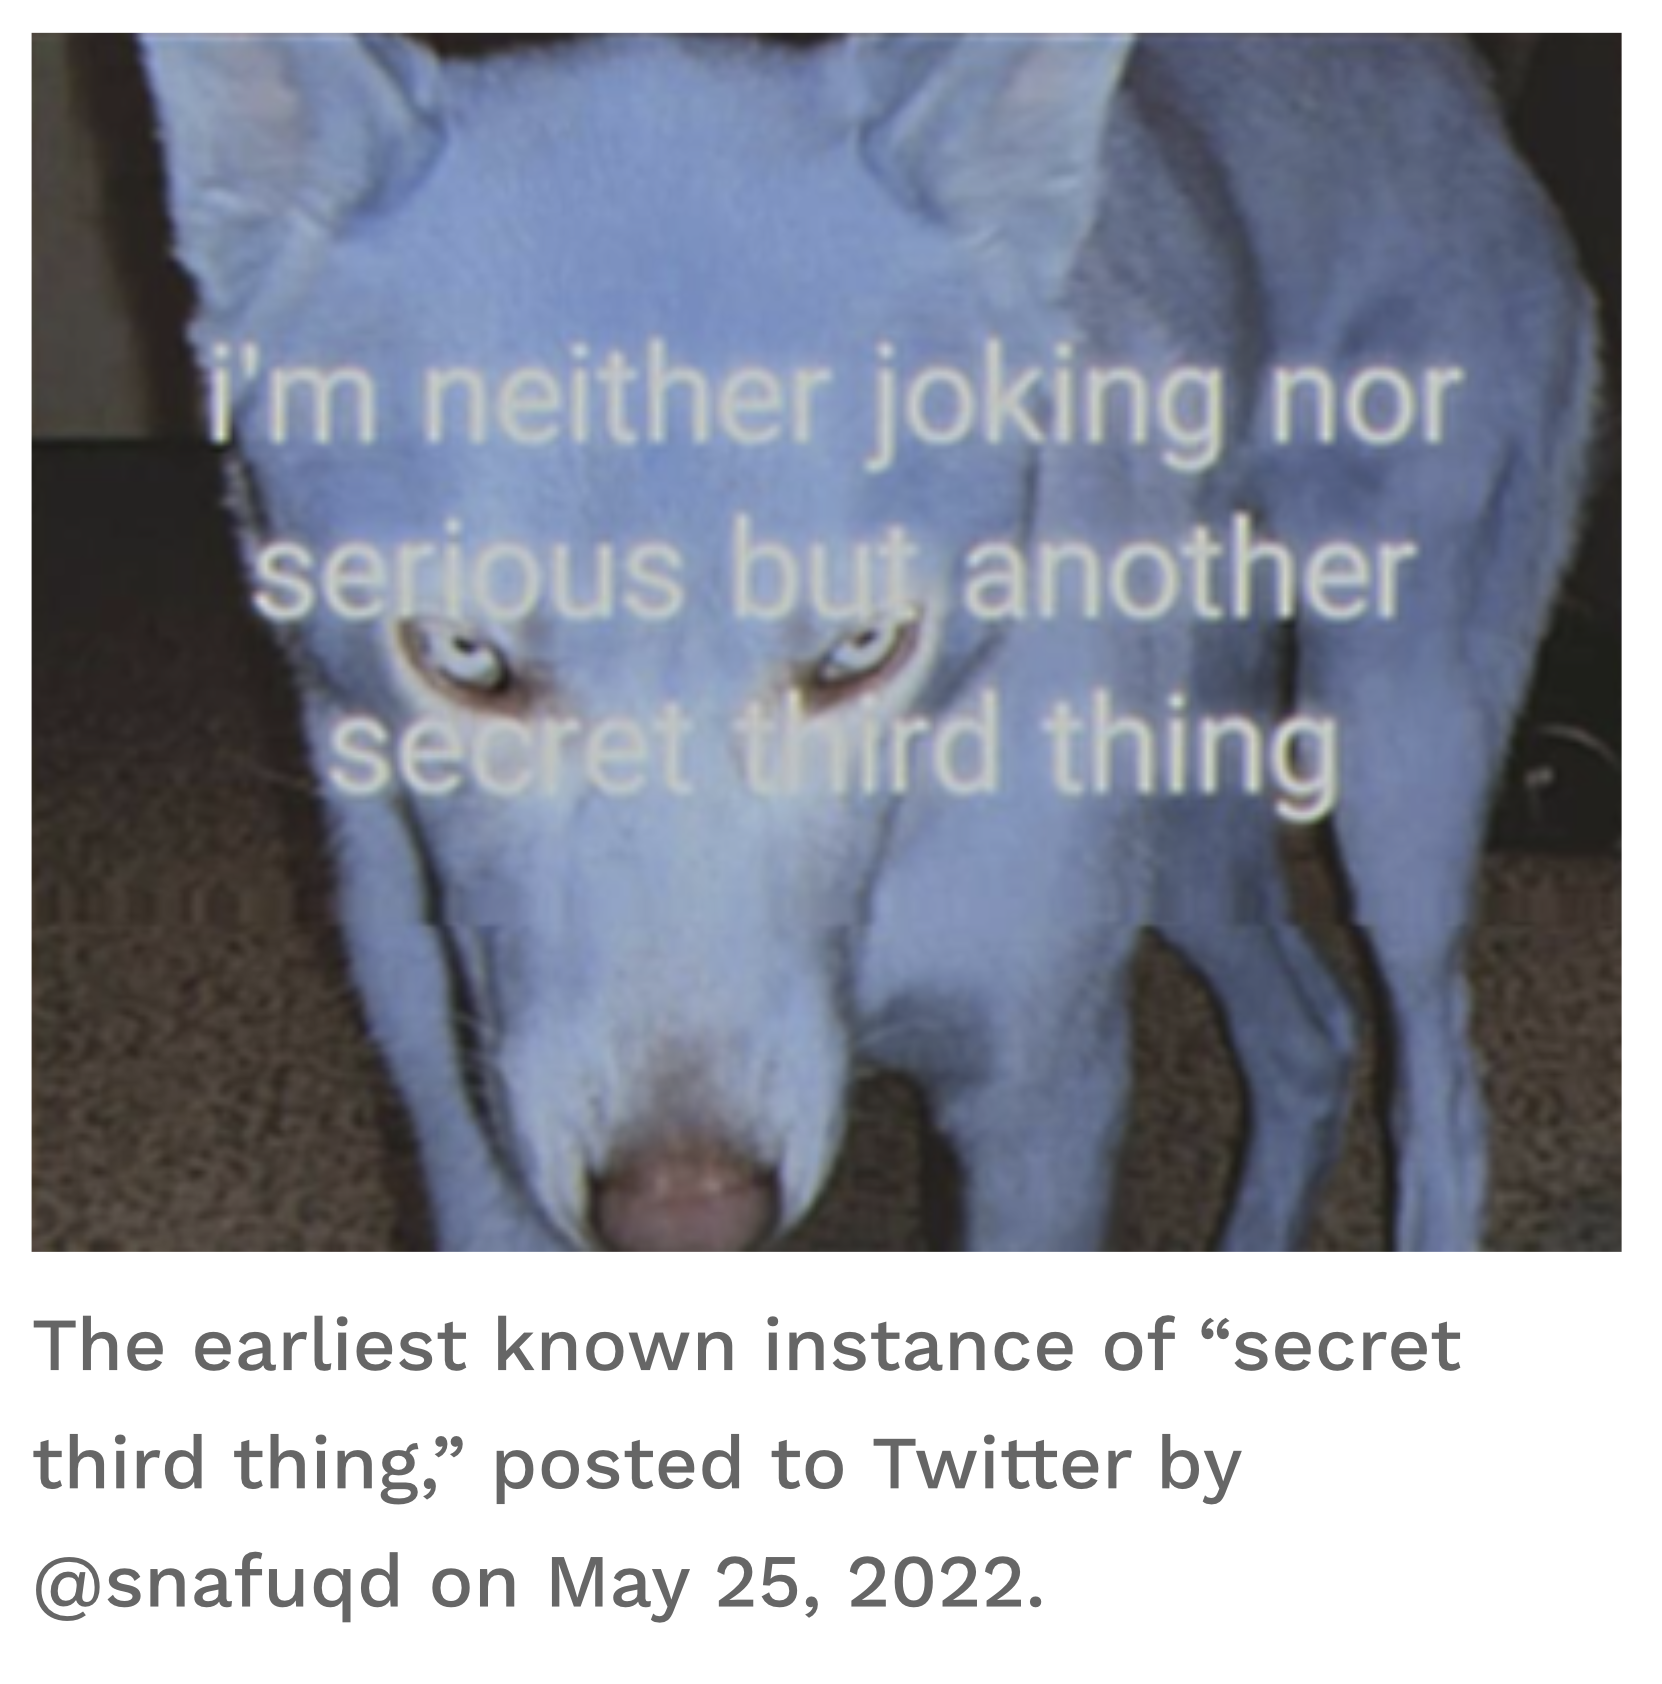 i'm neither joking nor
serious but another
secret third thing
The earliest known instance of “secret
third thing,” posted to Twitter by
@snafuqd on May 25, 2022.